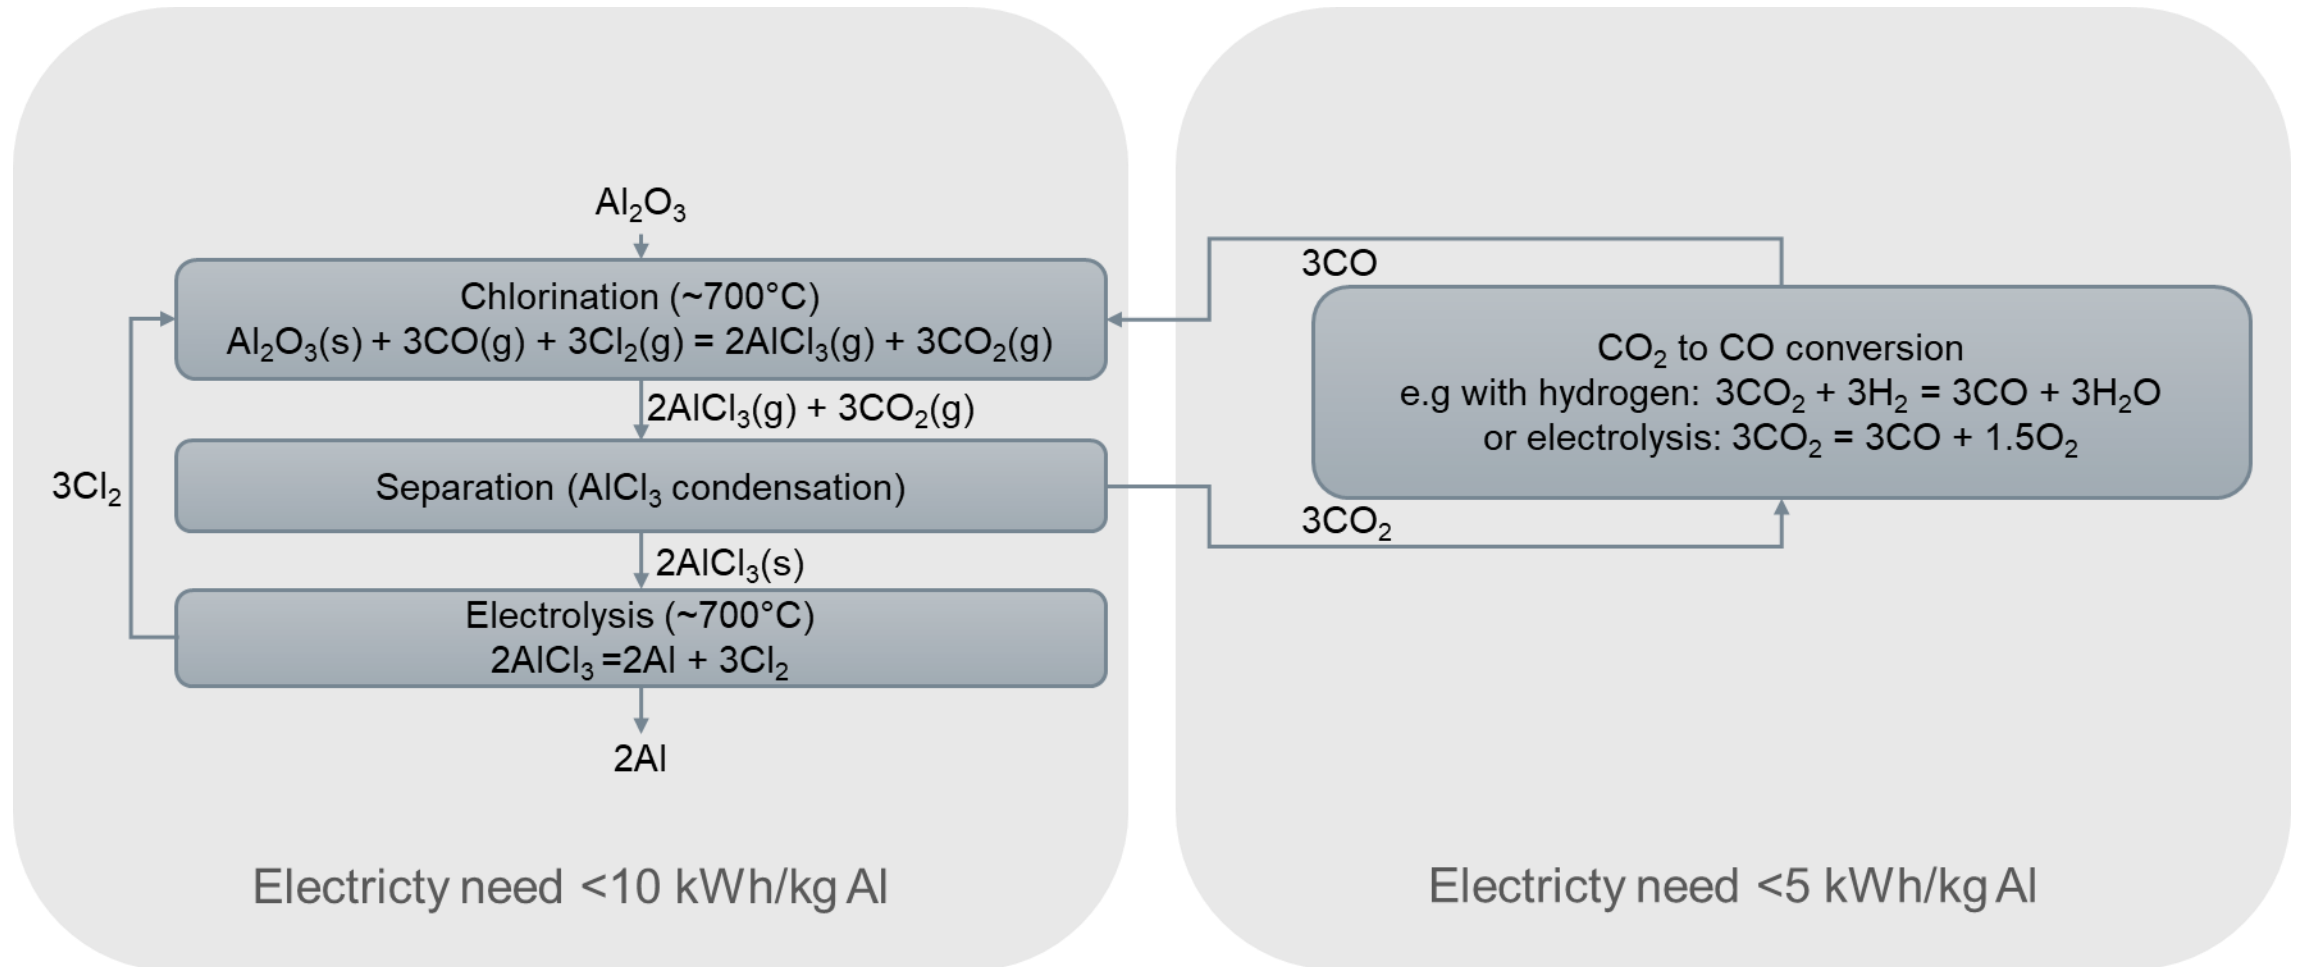 Al₂O₃
Chlorination (~700°C)
Al₂O₃(s) + 3CO(g) + 3Cl₂(g) = 2AlCl₃(g) + 3CO₂(g)
2AlCl₃(g) + 3CO₂(g)
Separation (AlCl₃ condensation)
3Cl₂
2AlCl₃(s)
Electrolysis (~700°C)
2AlCl₃ =2Al + 3Cl₂
2Al
Electricty need <10 kWh/kg Al
3CO
CO₂ to CO conversion
e.g with hydrogen: 3CO₂ + 3H₂ = 3CO + 3H₂O
or electrolysis: 3CO₂ = 3CO + 1.5O₂
3CO₂
Electricty need <5 kWh/kg Al